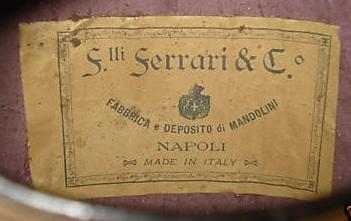 F.lli Ferrari & C.o
FABBRICA e DEPOSITO di MANDOLINI
NAPOLI
MADE IN ITALY